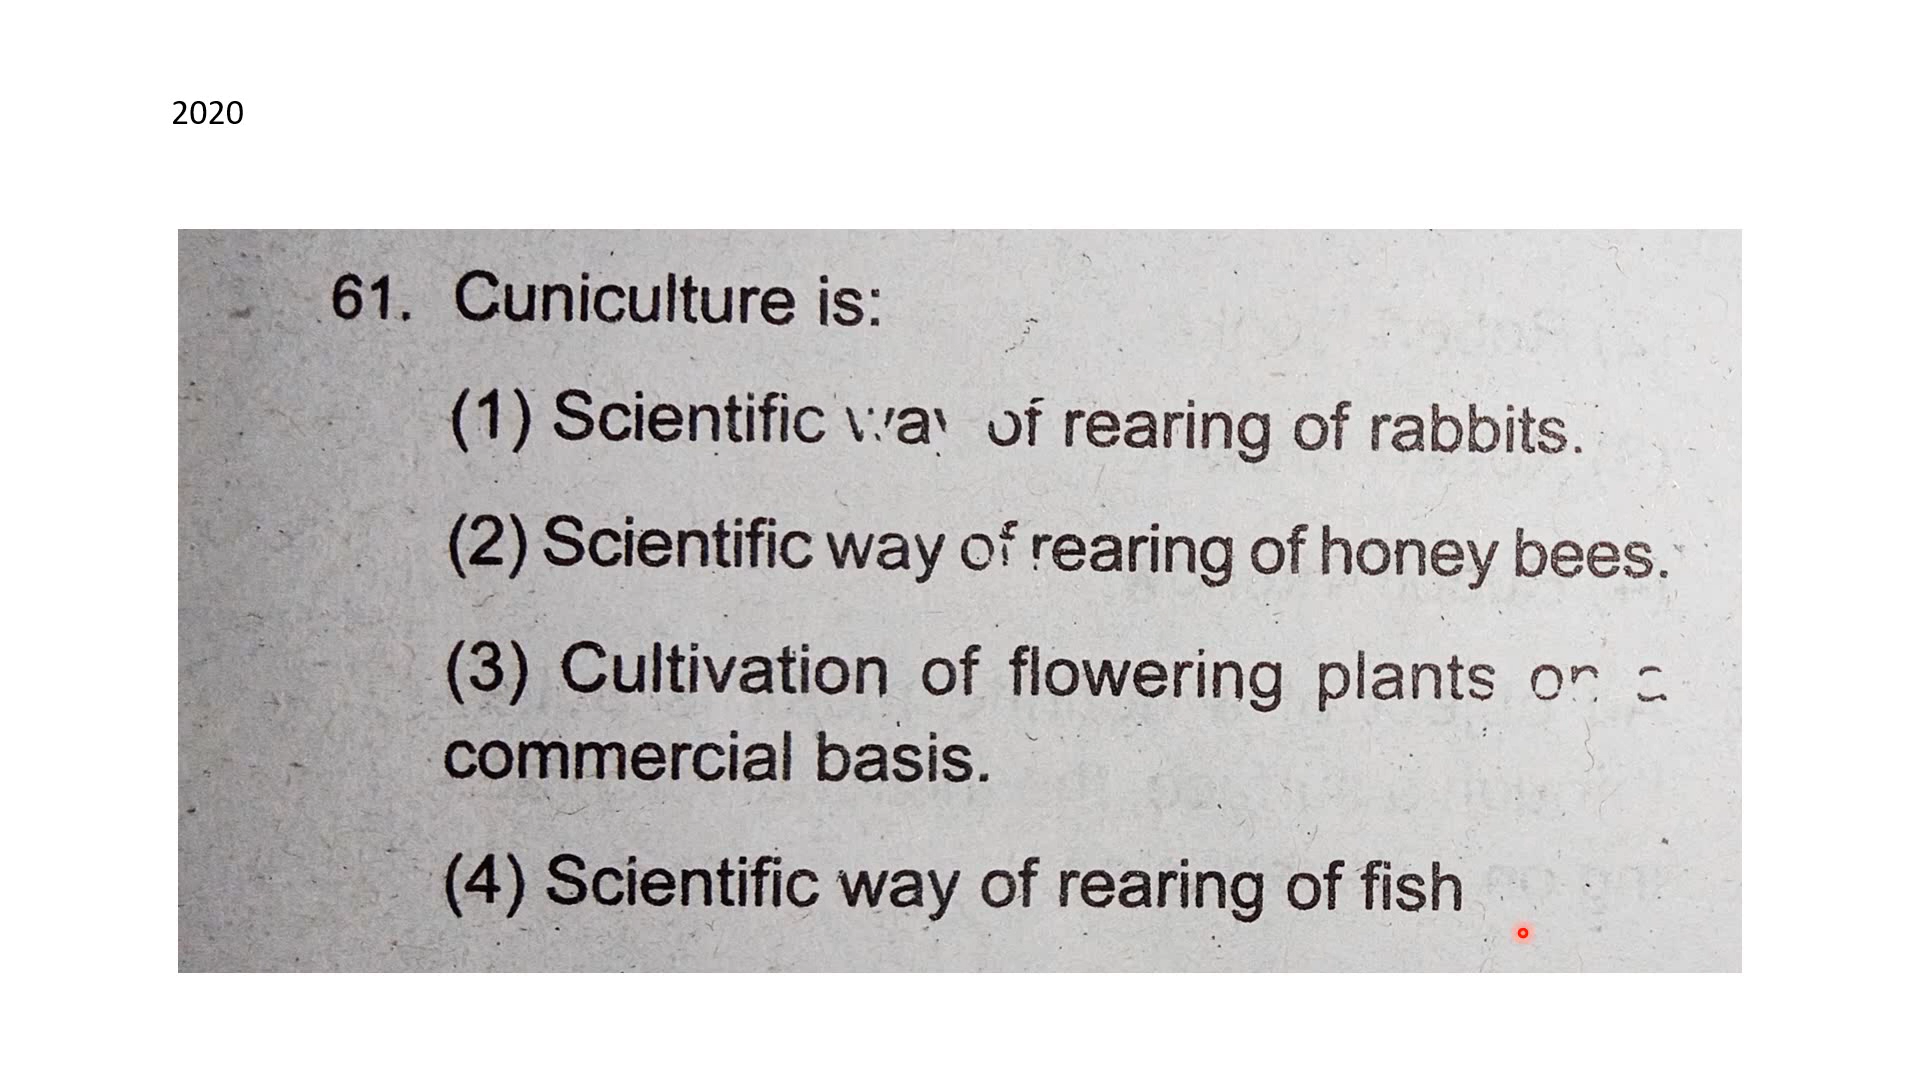 2020
61. Cuniculture is:
(1) Scientific way of rearing of rabbits.
(2) Scientific way of rearing of honey bees.
(3) Cultivation of flowering plants on a
commercial basis.
(4) Scientific way of rearing of fish